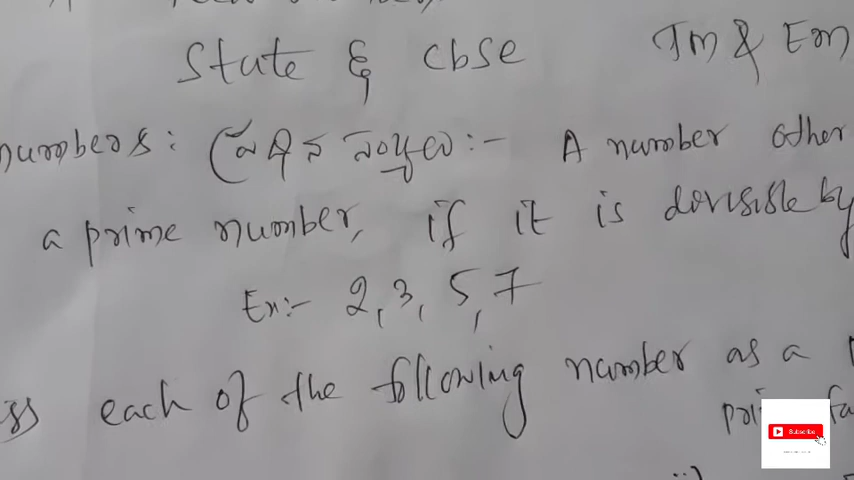 State & cbse Tm & Em
numbers: ప్రధాన సంఖ్యలు:- A number other
a prime number, if it is divisible by
Ex:- 2, 3, 5, 7
each of the following number as a
Subscribe
ii)